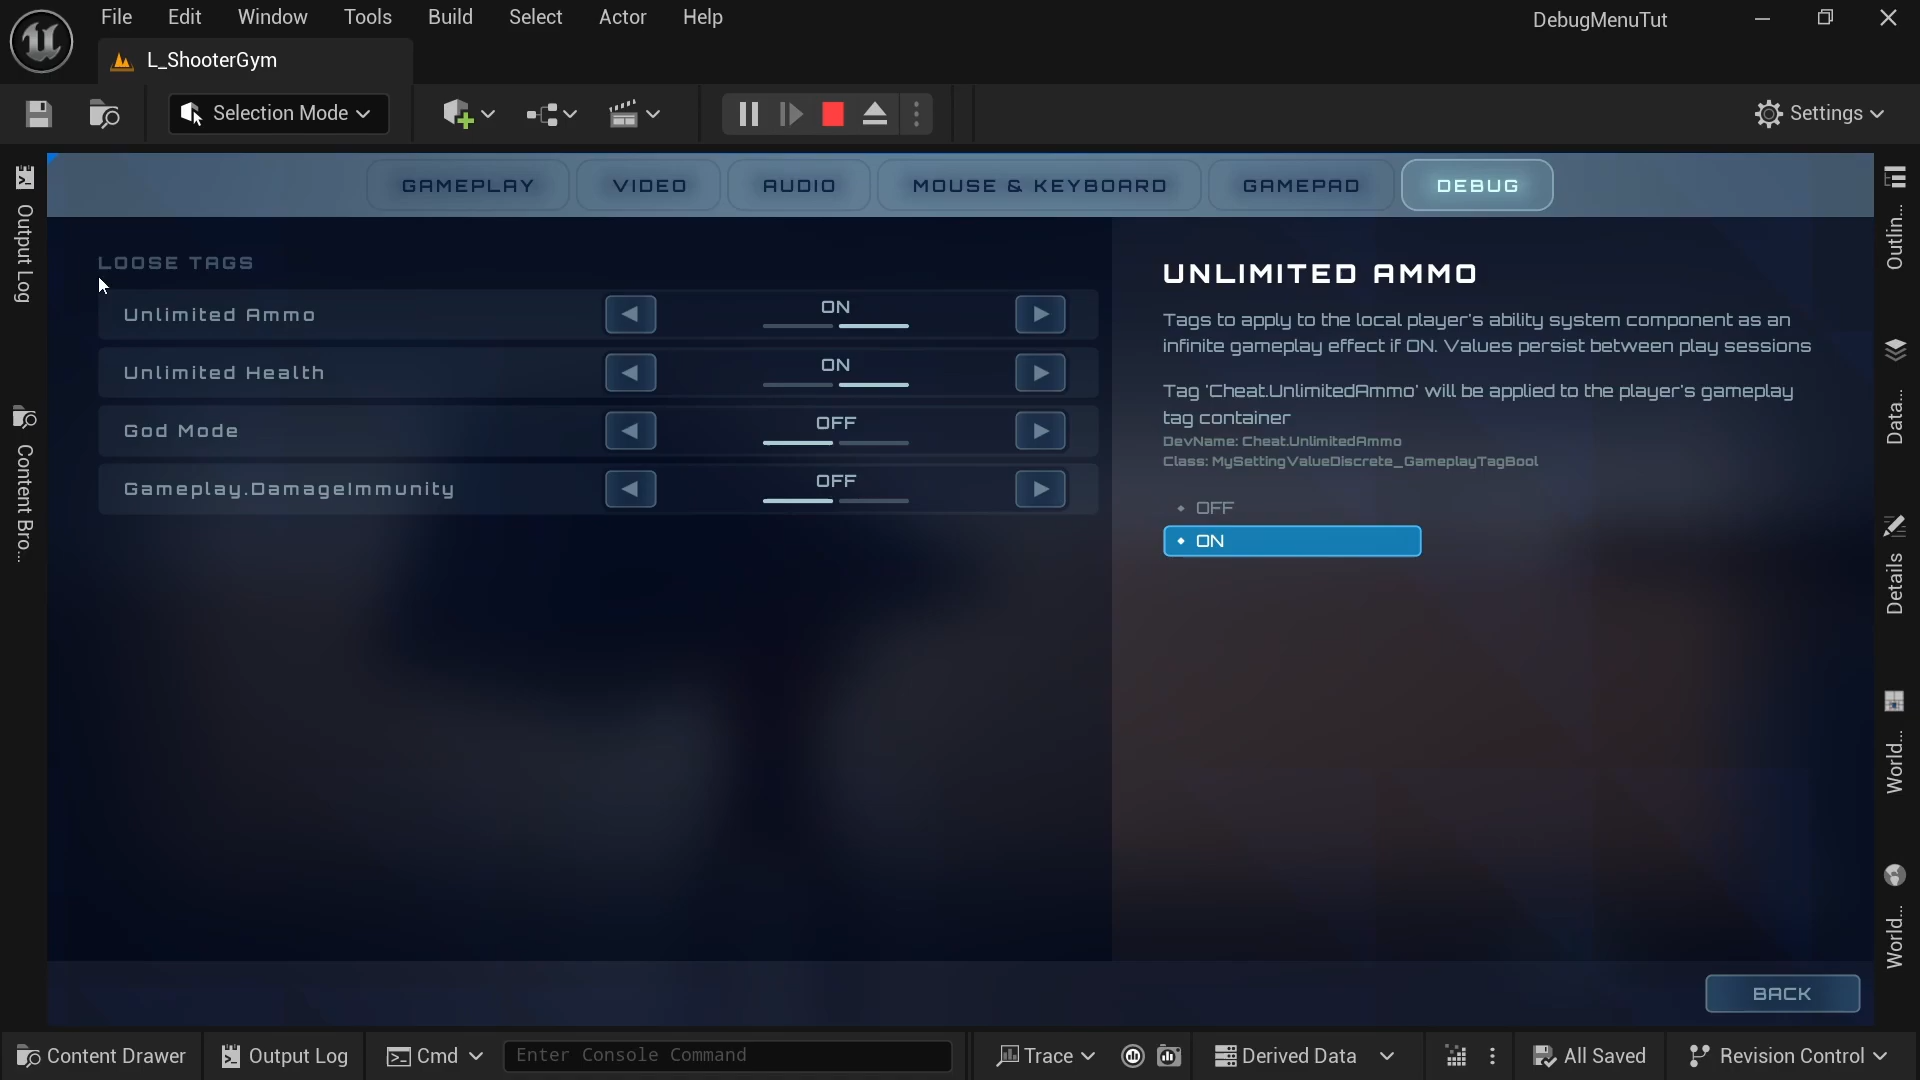 File Edit Window Tools Build Select Actor Help
DebugMenuTut
L_ShooterGym
Selection Mode
Settings
Output Log
Content Bro...
GAMEPLAY VIDEO AUDIO MOUSE & KEYBOARD GAMEPAD DEBUG
LOOSE TAGS
Unlimited Ammo ON
Unlimited Health ON
God Mode OFF
Gameplay.DamageImmunity OFF
UNLIMITED AMMO
Tags to apply to the local player's ability system component as an
infinite gameplay effect if ON. Values persist between play sessions
Tag 'Cheat.UnlimitedAmmo' will be applied to the player's gameplay
tag container
DevName: Cheat.UnlimitedAmmo
Class: MySettingValueDiscrete_GameplayTagBool
OFF
ON
BACK
Outlin...
Data...
Details
World...
World...
Content Drawer Output Log Cmd Enter Console Command Trace Derived Data All Saved Revision Control